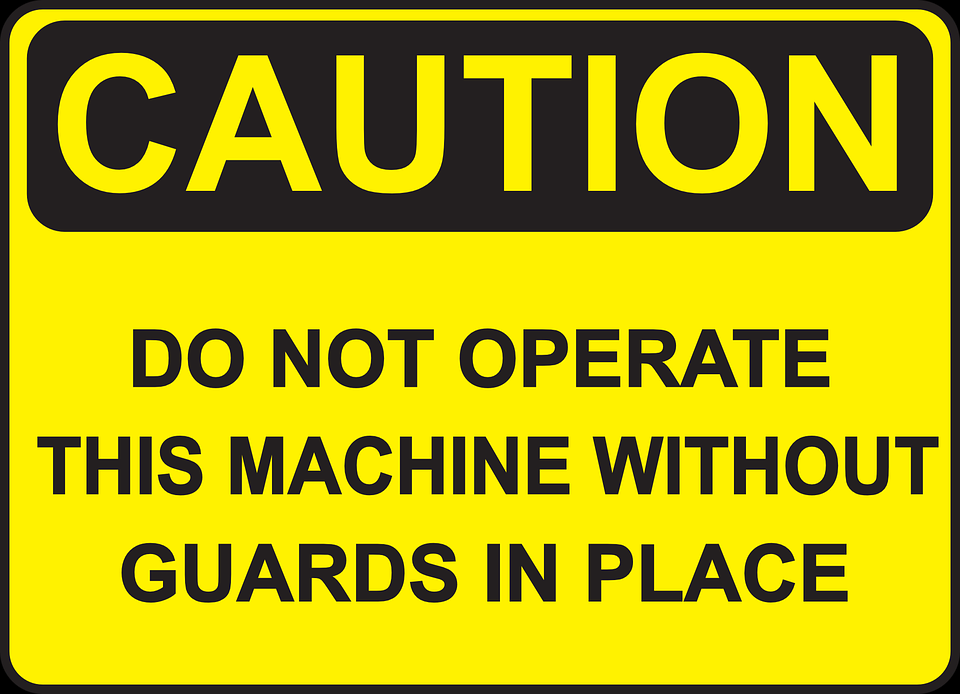 CAUTION
DO NOT OPERATE
THIS MACHINE WITHOUT
GUARDS IN PLACE